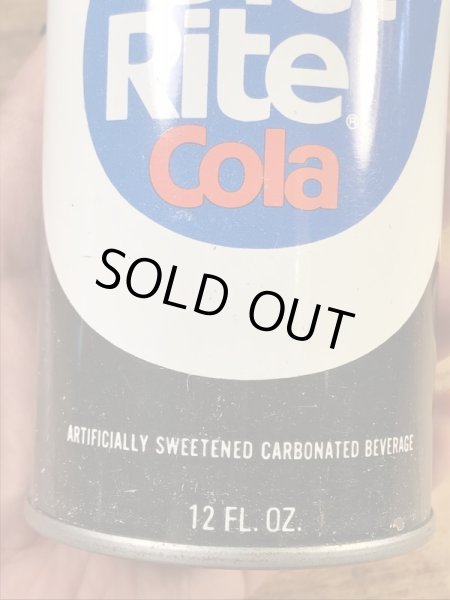 Rite®
Cola
SOLD OUT
ARTIFICIALLY SWEETENED CARBONATED BEVERAGE
12 FL. OZ.